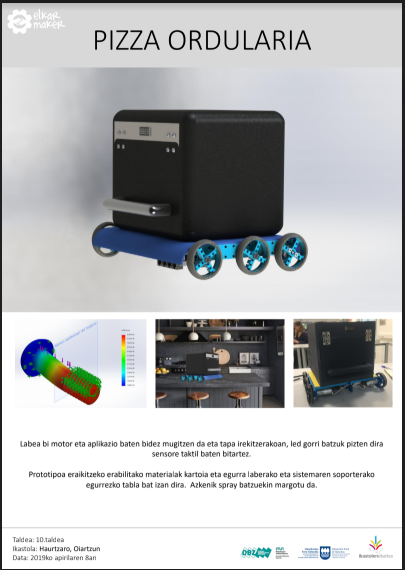 elkar
maker
PIZZA ORDULARIA
Labea bi motor eta aplikazio baten bidez mugitzen da eta tapa irekitzerakoan, led gorri batzuk pizten dira
sensore taktil baten bitartez.
Prototipoa eraikitzeko erabilitako materialak kartoia eta egurra laberako eta sistemaren soporterako
egurrezko tabla bat izan dira. Azkenik spray batzuekin margotu da.
Taldea: 10.taldea
Ikastola: Haurtzaro, Oiartzun
Data: 2019ko apirilaren 8an